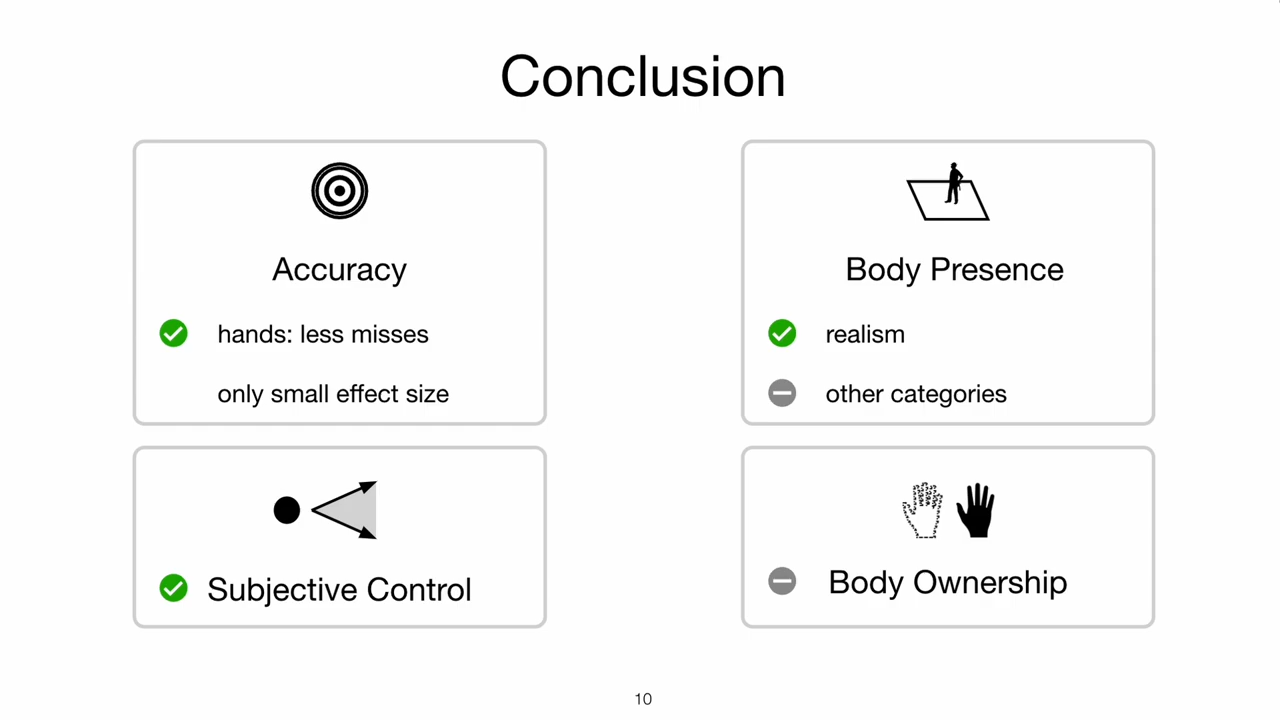 Conclusion
Accuracy
hands: less misses
only small effect size
Body Presence
realism
other categories
Subjective Control
Body Ownership
10